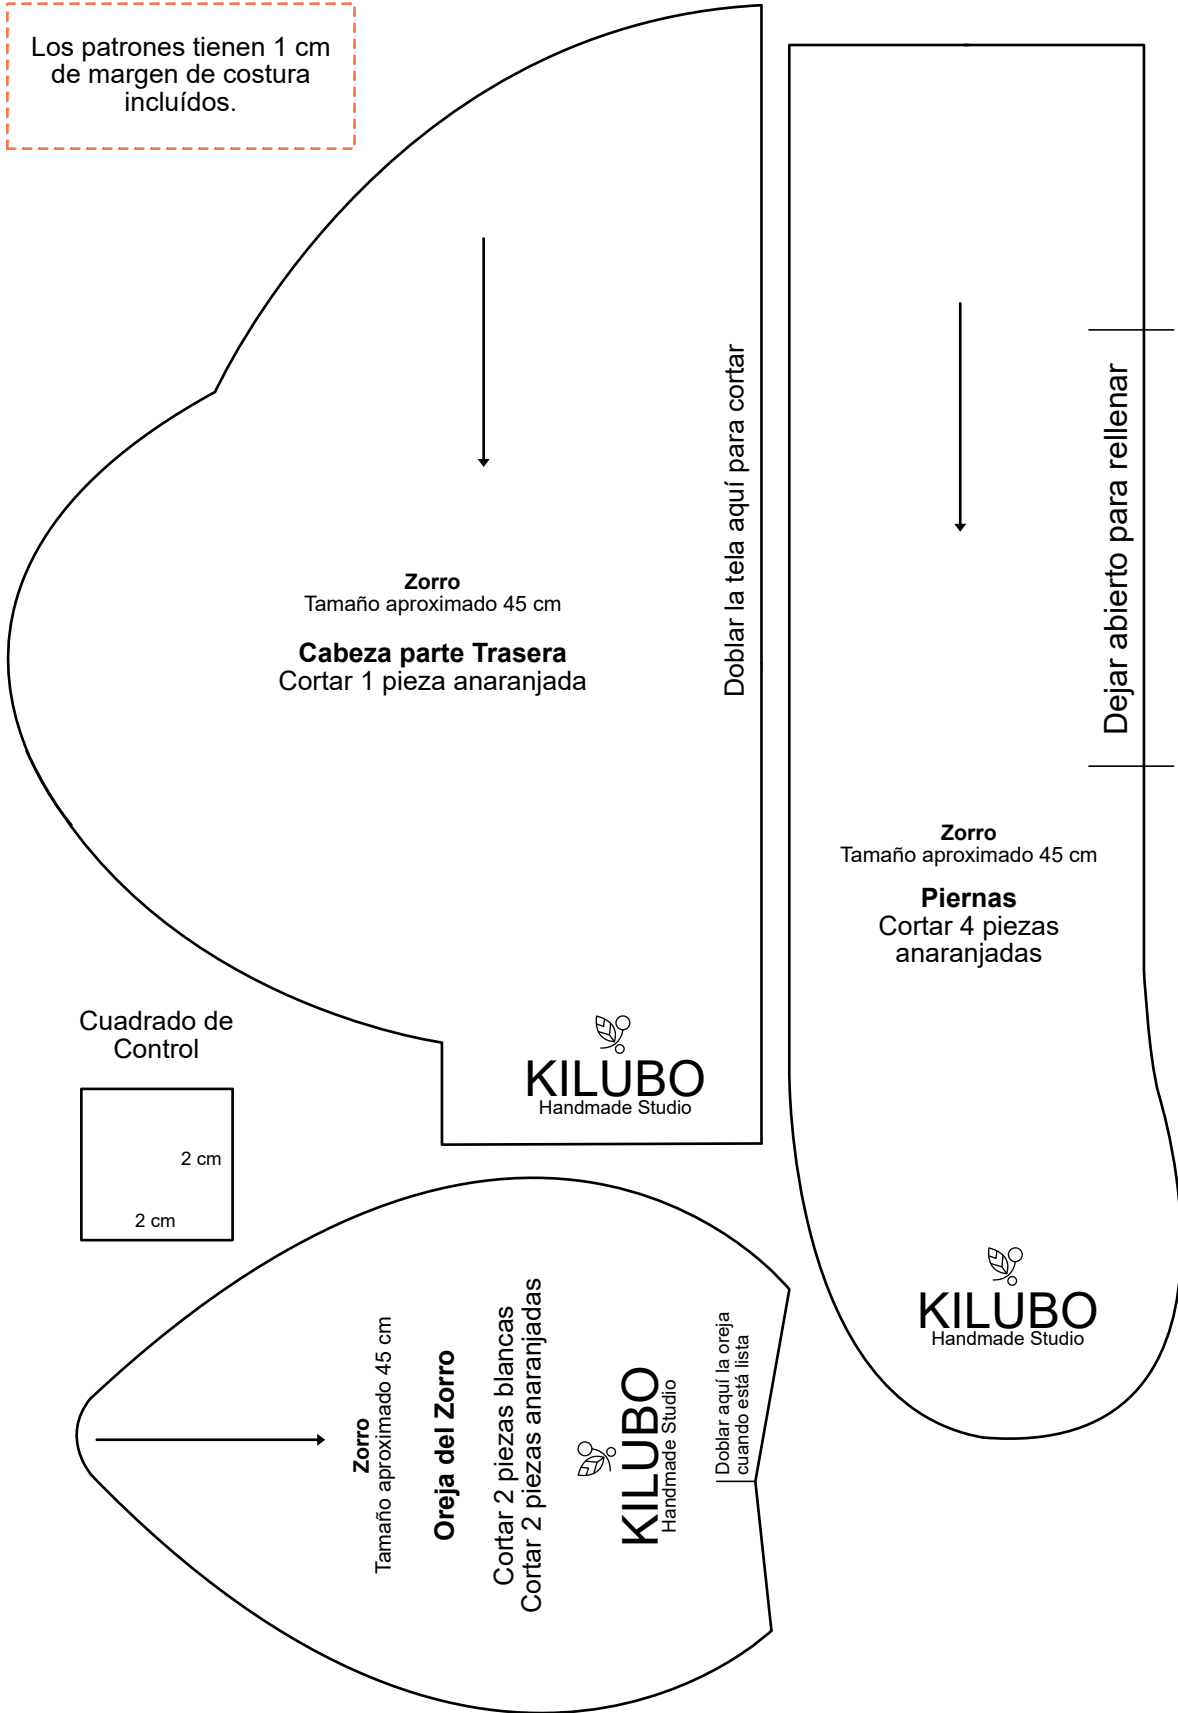 Los patrones tienen 1 cm
de margen de costura
incluídos.
Doblar la tela aquí para cortar
Zorro
Tamaño aproximado 45 cm
Cabeza parte Trasera
Cortar 1 pieza anaranjada
KILUBO
Handmade Studio
Dejar abierto para rellenar
Zorro
Tamaño aproximado 45 cm
Piernas
Cortar 4 piezas
anaranjadas
KILUBO
Handmade Studio
Cuadrado de
Control
2 cm
2 cm
Zorro
Tamaño aproximado 45 cm
Oreja del Zorro
Cortar 2 piezas blancas
Cortar 2 piezas anaranjadas
KILUBO
Handmade Studio
Doblar aquí la oreja
cuando está lista